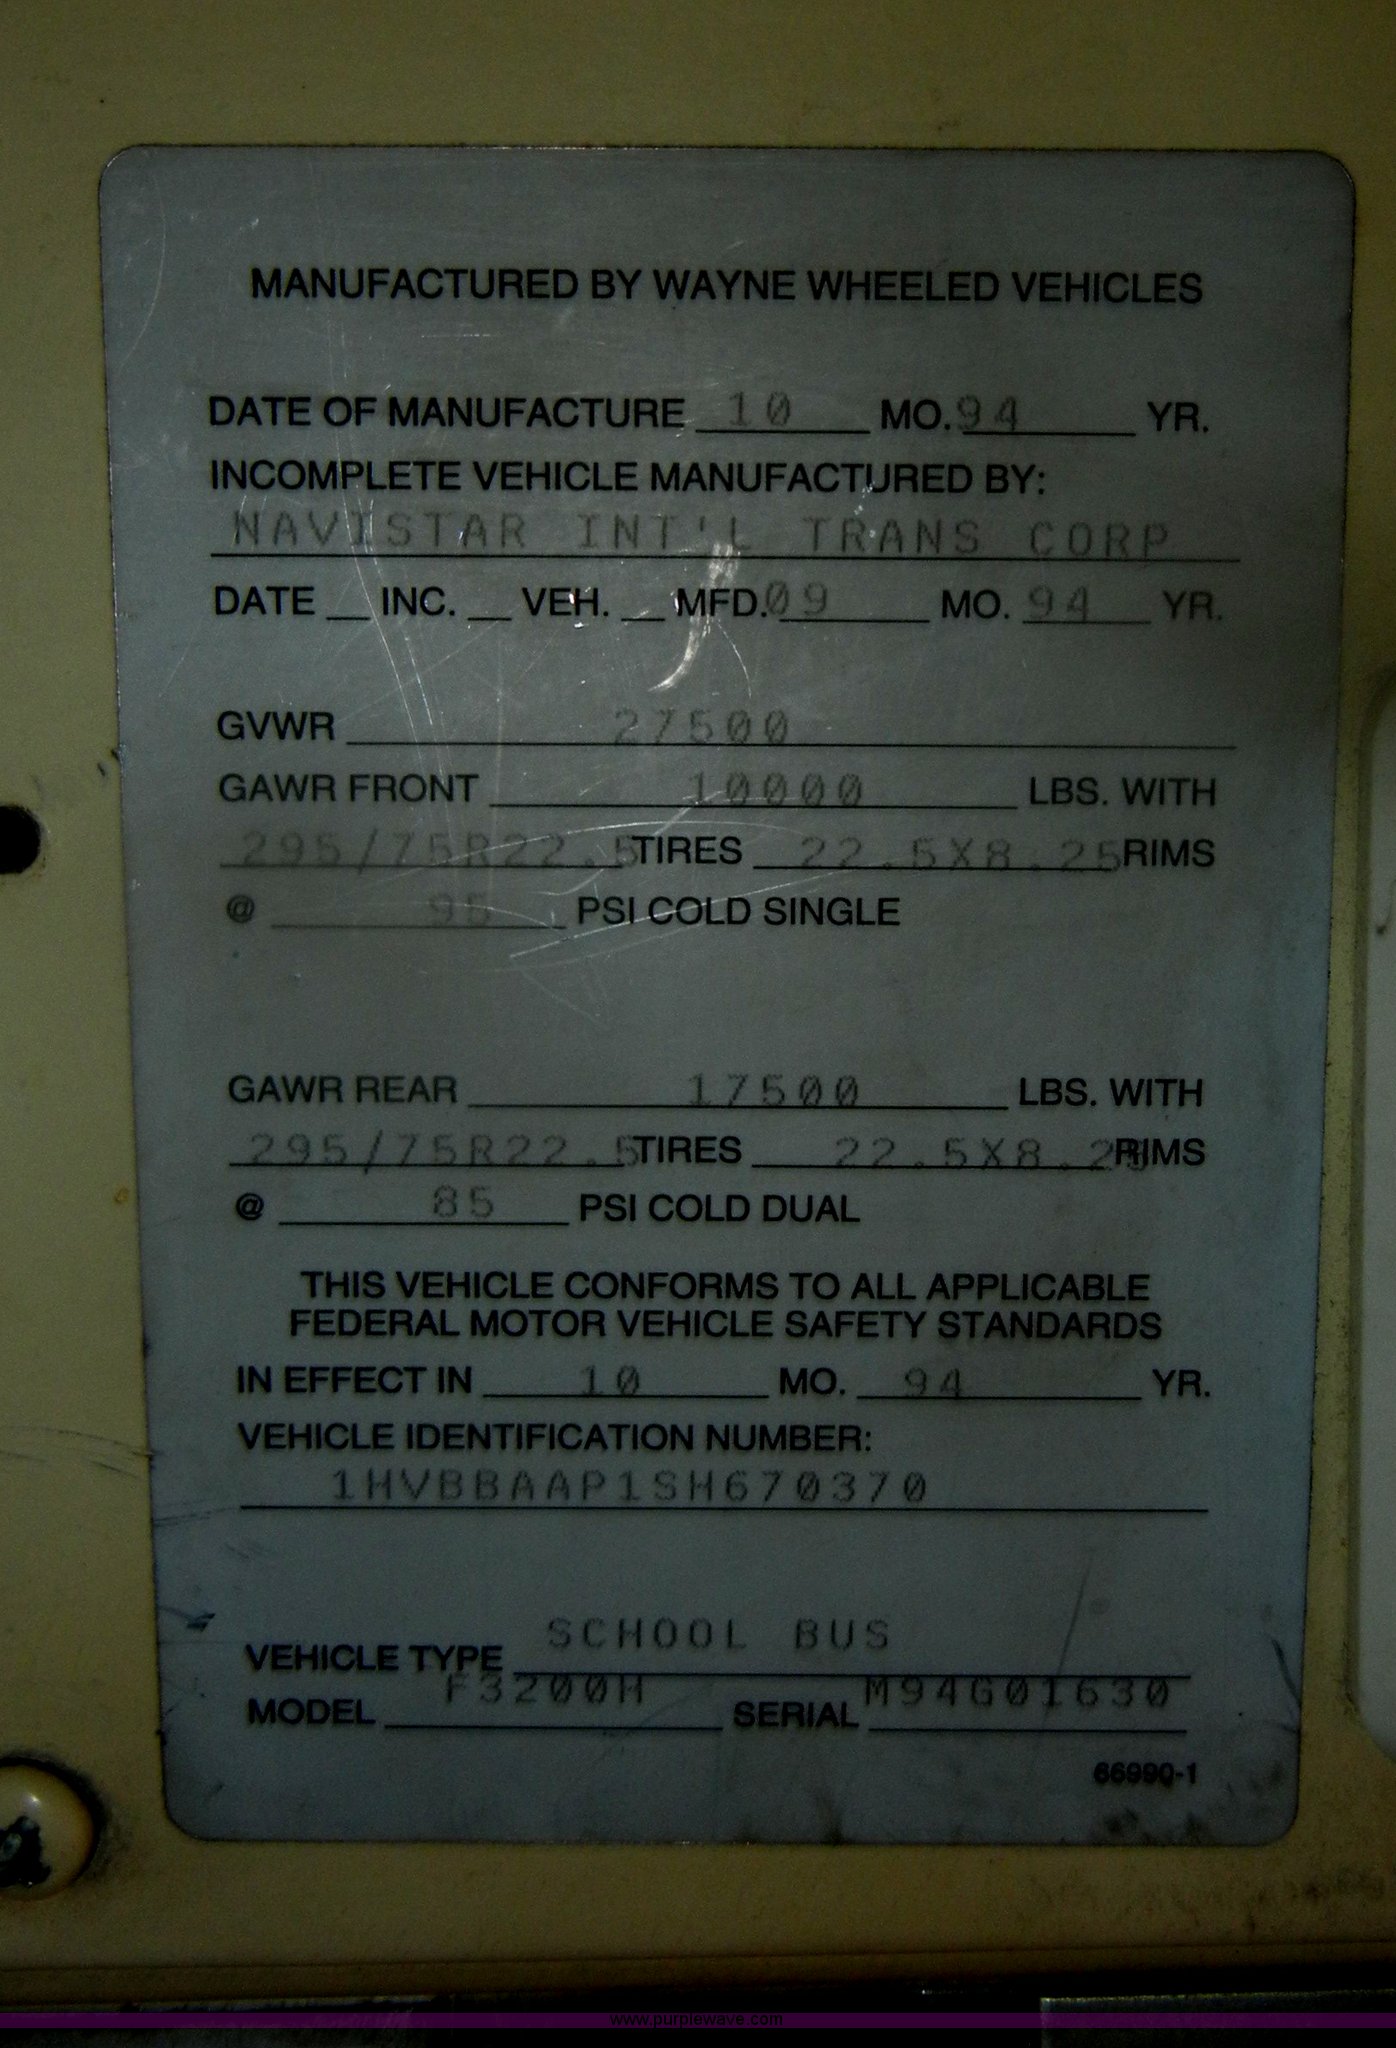 MANUFACTURED BY WAYNE WHEELED VEHICLES
DATE OF MANUFACTURE 10 MO. 94 YR.
INCOMPLETE VEHICLE MANUFACTURED BY:
NAVISTAR INT'L TRANS CORP
DATE __ INC. __ VEH. __ MFD. 09 MO. 94 YR.
GVWR 27500
GAWR FRONT 10000 LBS. WITH
295/75R22.5 TIRES 22.5X8.25 RIMS
@ 95 PSI COLD SINGLE
GAWR REAR 17500 LBS. WITH
295/75R22.5 TIRES 22.5X8.25 RIMS
@ 85 PSI COLD DUAL
THIS VEHICLE CONFORMS TO ALL APPLICABLE
FEDERAL MOTOR VEHICLE SAFETY STANDARDS
IN EFFECT IN 10 MO. 94 YR.
VEHICLE IDENTIFICATION NUMBER:
1HVBBAAP1SH670370
VEHICLE TYPE SCHOOL BUS
MODEL F3200H SERIAL M94G01630
66990-1
www.purplewave.com